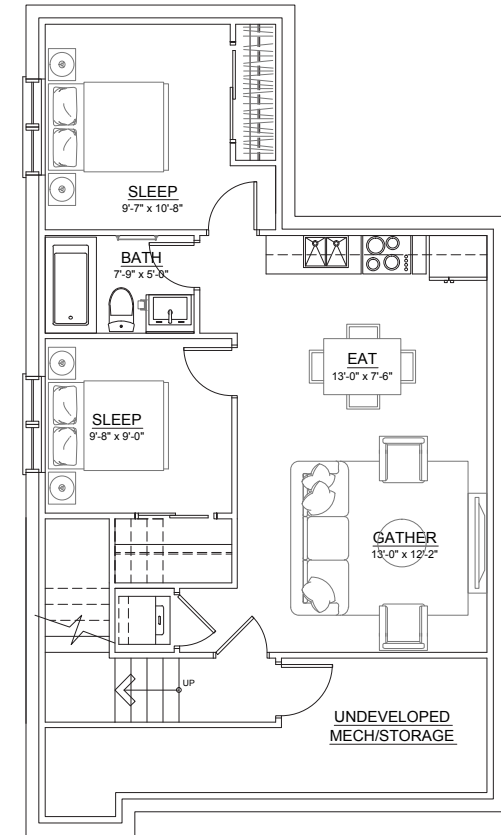 SLEEP
9'-7" x 10'-8"
BATH
7'-9" x 5'-0"
EAT
13'-0" x 7'-6"
SLEEP
9'-8" x 9'-0"
GATHER
13'-0" x 12'-2"
UP
UNDEVELOPED
MECH/STORAGE